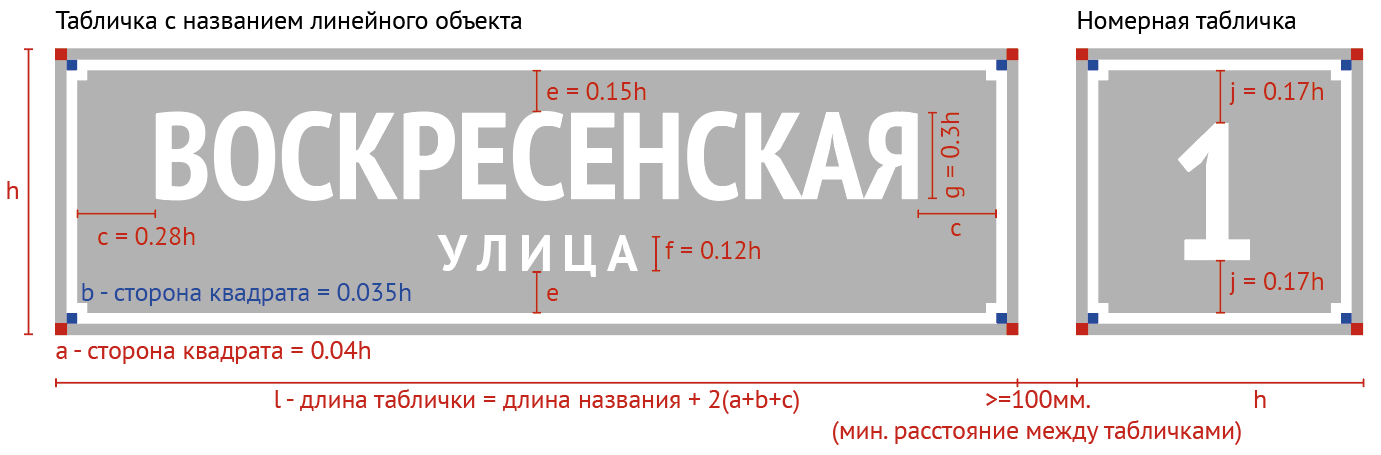 Табличка с названием линейного объекта
Номерная табличка
h
e = 0.15h
ВОСКРЕСЕНСКАЯ
g = 0.3h
c = 0.28h
c
УЛИЦА
f = 0.12h
e
b - сторона квадрата = 0.035h
a - сторона квадрата = 0.04h
j = 0.17h
1
j = 0.17h
l - длина таблички = длина названия + 2(a+b+c)
>=100мм.
h
(мин. расстояние между табличками)